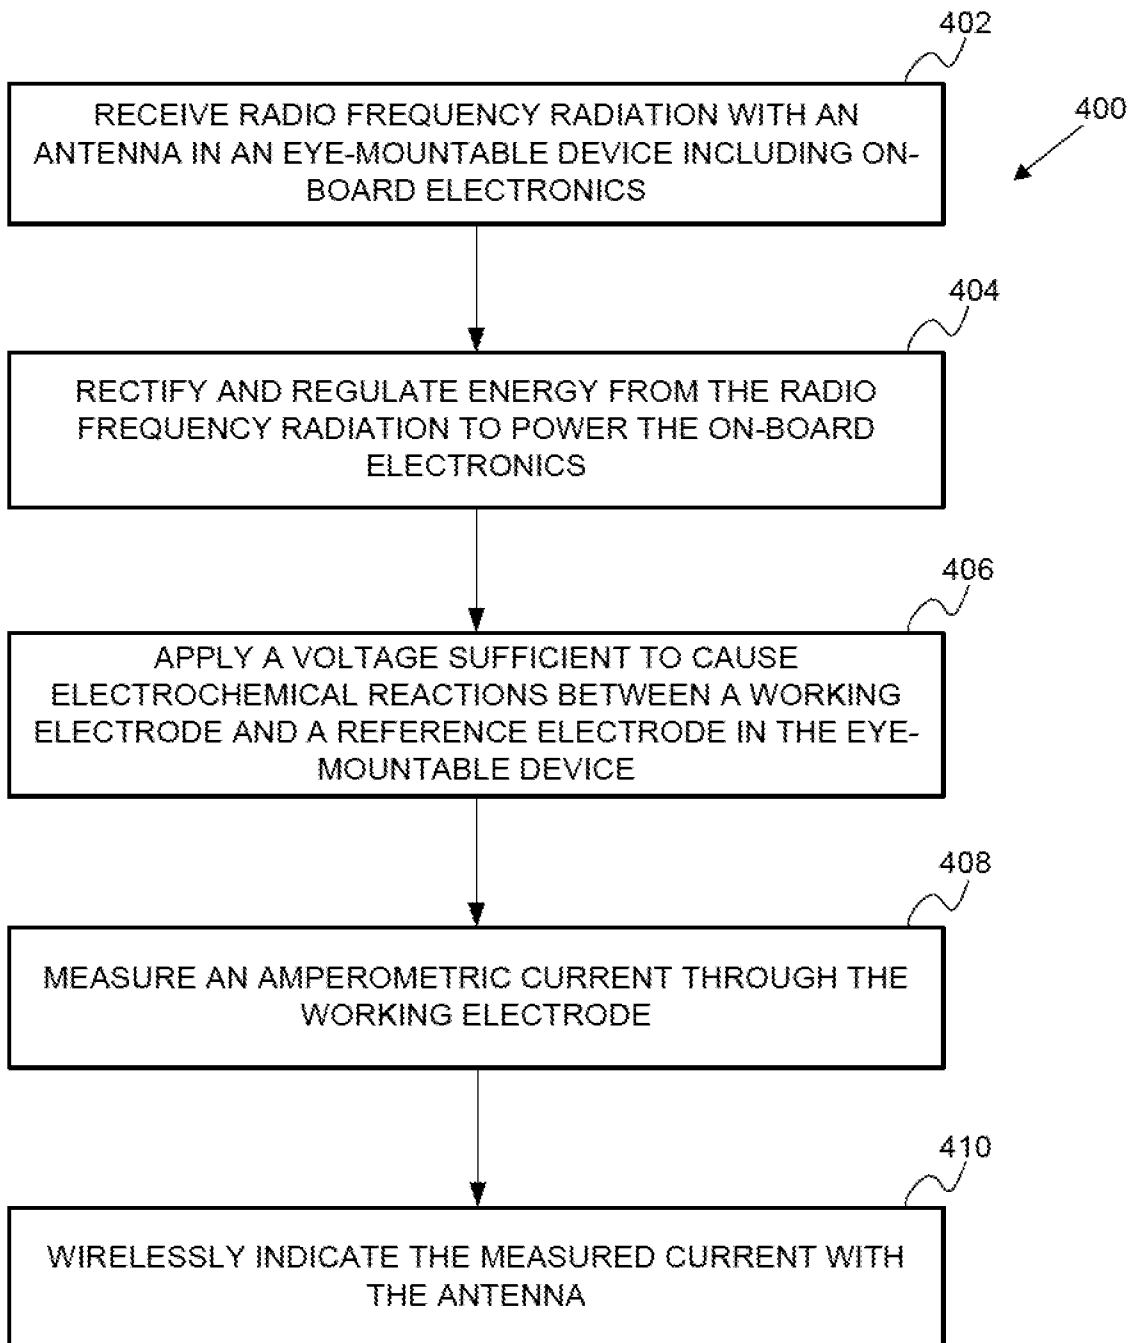 402
400
RECEIVE RADIO FREQUENCY RADIATION WITH AN
ANTENNA IN AN EYE-MOUNTABLE DEVICE INCLUDING ON-
BOARD ELECTRONICS
404
RECTIFY AND REGULATE ENERGY FROM THE RADIO
FREQUENCY RADIATION TO POWER THE ON-BOARD
ELECTRONICS
406
APPLY A VOLTAGE SUFFICIENT TO CAUSE
ELECTROCHEMICAL REACTIONS BETWEEN A WORKING
ELECTRODE AND A REFERENCE ELECTRODE IN THE EYE-
MOUNTABLE DEVICE
408
MEASURE AN AMPEROMETRIC CURRENT THROUGH THE
WORKING ELECTRODE
410
WIRELESSLY INDICATE THE MEASURED CURRENT WITH
THE ANTENNA